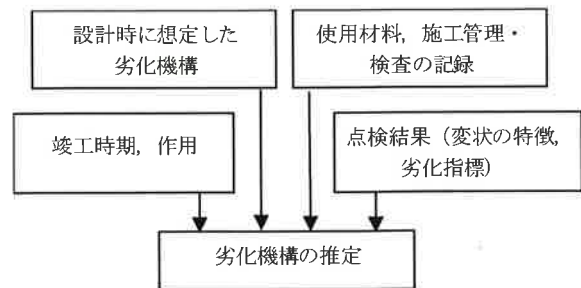 設計時に想定した
劣化機構
使用材料，施工管理・
検査の記録
竣工時期，作用
点検結果（変状の特徴，
劣化指標）
劣化機構の推定